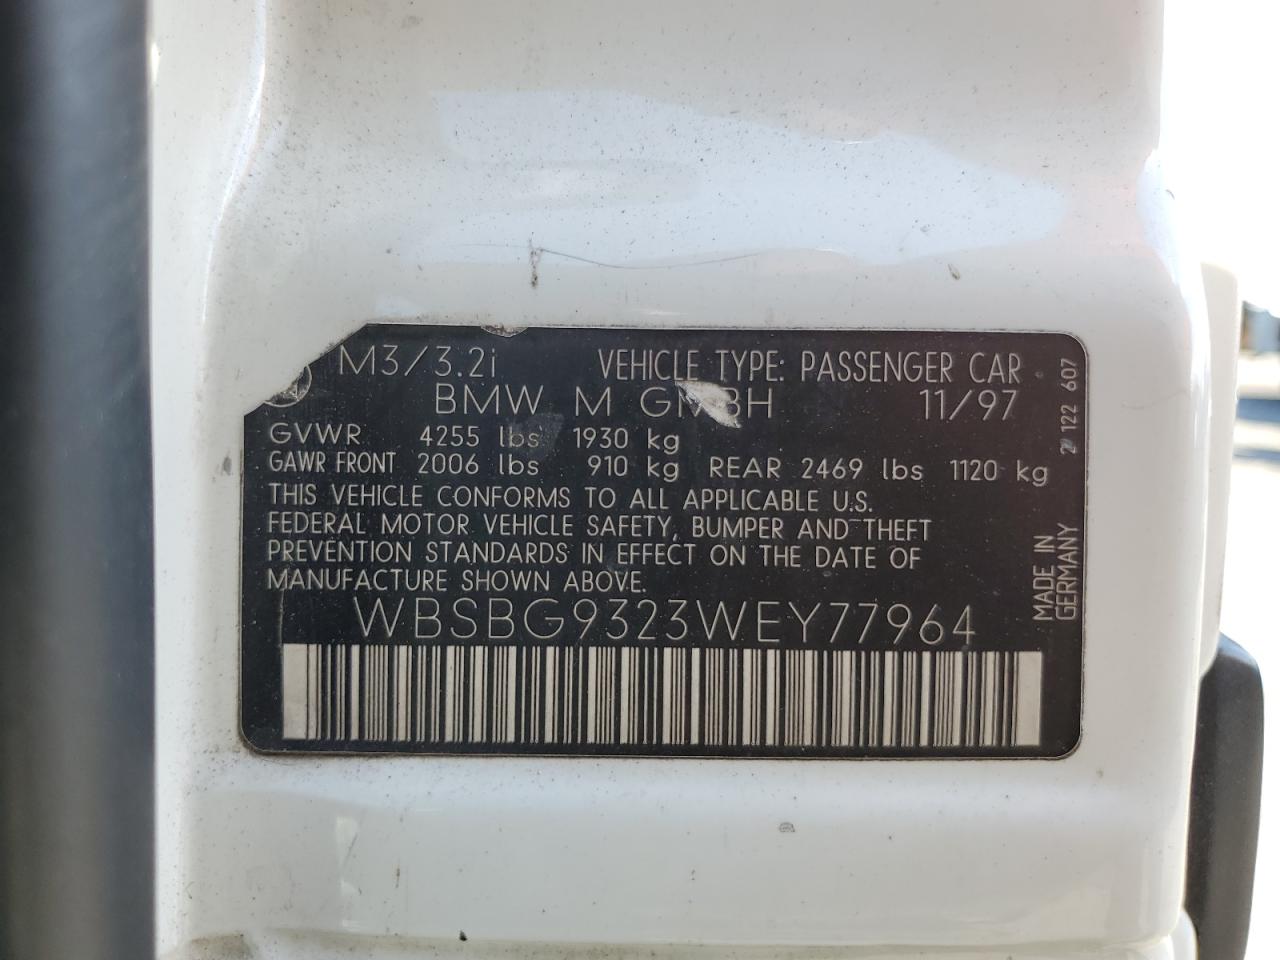 M3/3.2i VEHICLE TYPE: PASSENGER CAR
BMW M GMBH 11/97
GVWR 4255 lbs 1930 kg
GAWR FRONT 2006 lbs 910 kg REAR 2469 lbs 1120 kg
THIS VEHICLE CONFORMS TO ALL APPLICABLE U.S.
FEDERAL MOTOR VEHICLE SAFETY, BUMPER AND THEFT
PREVENTION STANDARDS IN EFFECT ON THE DATE OF
MANUFACTURE SHOWN ABOVE.
WBSBG9323WEY77964
MADE IN
GERMANY
2 122 607